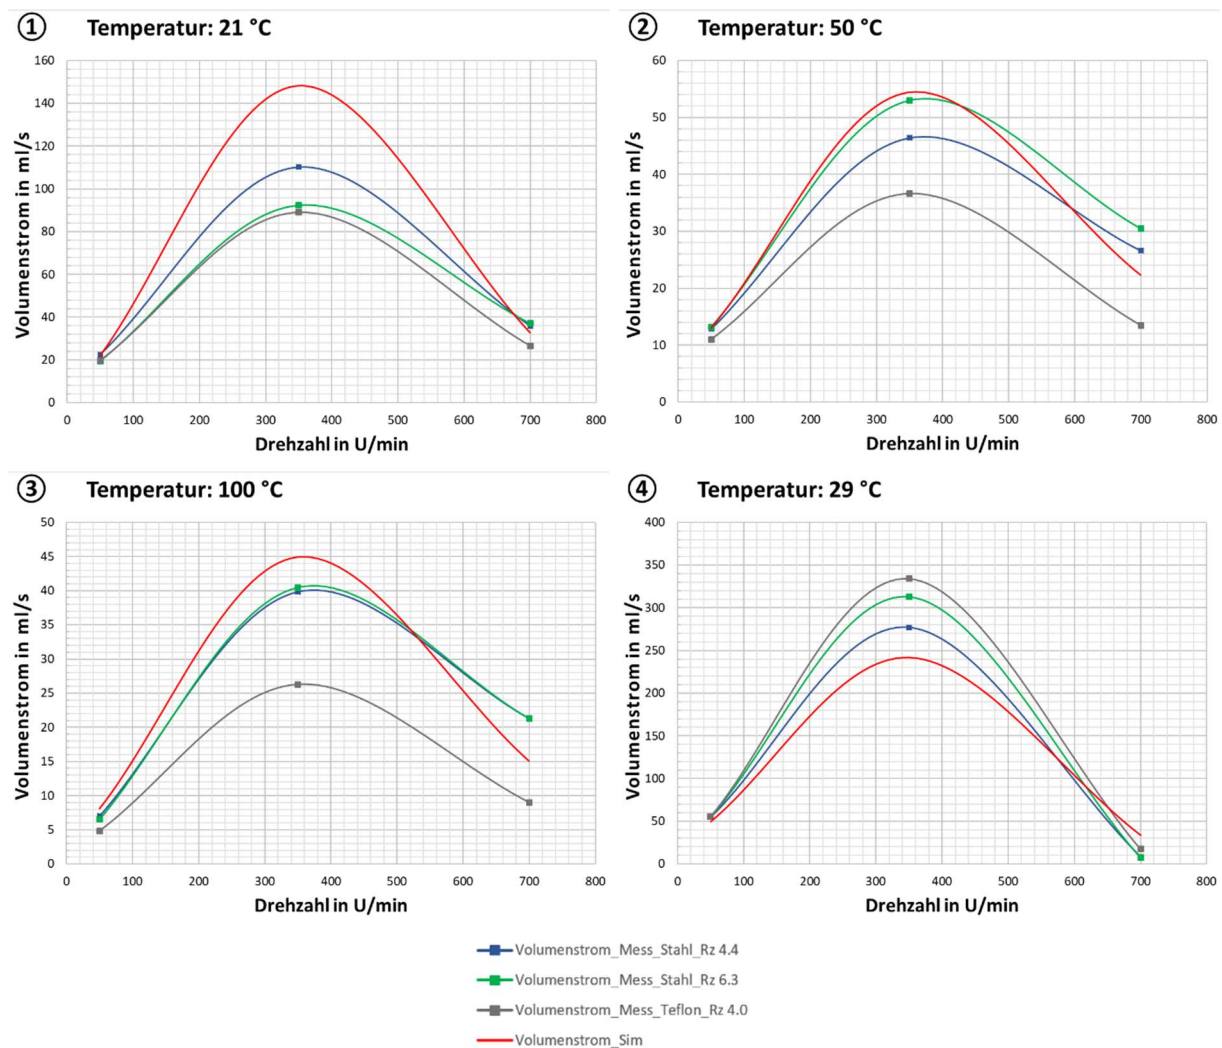 ① Temperatur: 21 °C
160
140
120
100
80
60
40
20
0
Volumenstrom in ml/s
0 100 200 300 400 500 600 700 800
Drehzahl in U/min
② Temperatur: 50 °C
60
50
40
30
20
10
0
Volumenstrom in ml/s
0 100 200 300 400 500 600 700 800
Drehzahl in U/min
③ Temperatur: 100 °C
50
45
40
35
30
25
20
15
10
5
0
Volumenstrom in ml/s
0 100 200 300 400 500 600 700 800
Drehzahl in U/min
④ Temperatur: 29 °C
400
350
300
250
200
150
100
50
0
Volumenstrom in ml/s
0 100 200 300 400 500 600 700 800
Drehzahl in U/min
Volumenstrom_Mess_Stahl_Rz 4.4
Volumenstrom_Mess_Stahl_Rz 6.3
Volumenstrom_Mess_Teflon_Rz 4.0
Volumenstrom_Sim